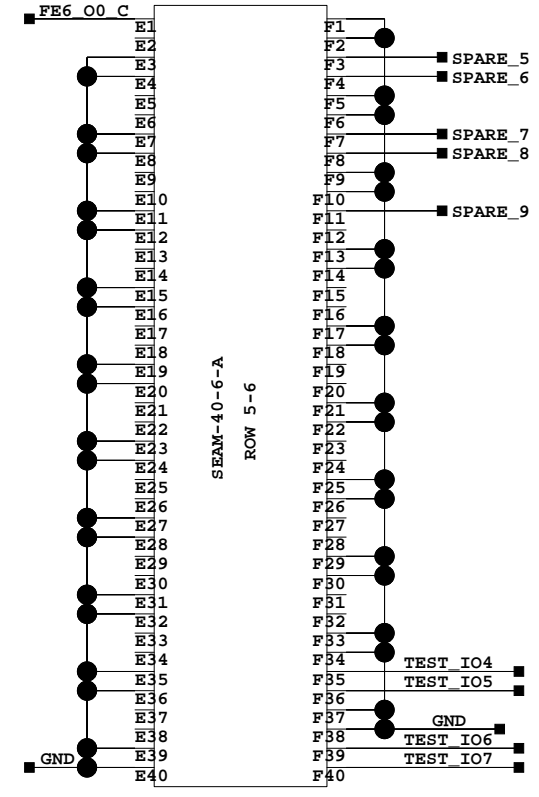 FE6_O0_C
E1 F1
E2 F2
E3 F3 SPARE_5
E4 F4 SPARE_6
E5 F5
E6 F6
E7 F7 SPARE_7
E8 F8 SPARE_8
E9 F9
E10 F10
E11 F11 SPARE_9
E12 F12
E13 F13
E14 F14
E15 F15
E16 F16
E17 F17
E18 F18
E19 F19
E20 F20
E21 F21
E22 F22
E23 F23
E24 F24
E25 F25
E26 F26
E27 F27
E28 F28
E29 F29
E30 F30
E31 F31
E32 F32
E33 F33
E34 F34 TEST_IO4
E35 F35 TEST_IO5
E36 F36
E37 F37 GND
E38 F38 TEST_IO6
GND E39 F39 TEST_IO7
E40 F40
SEAM-40-6-A
ROW 5-6